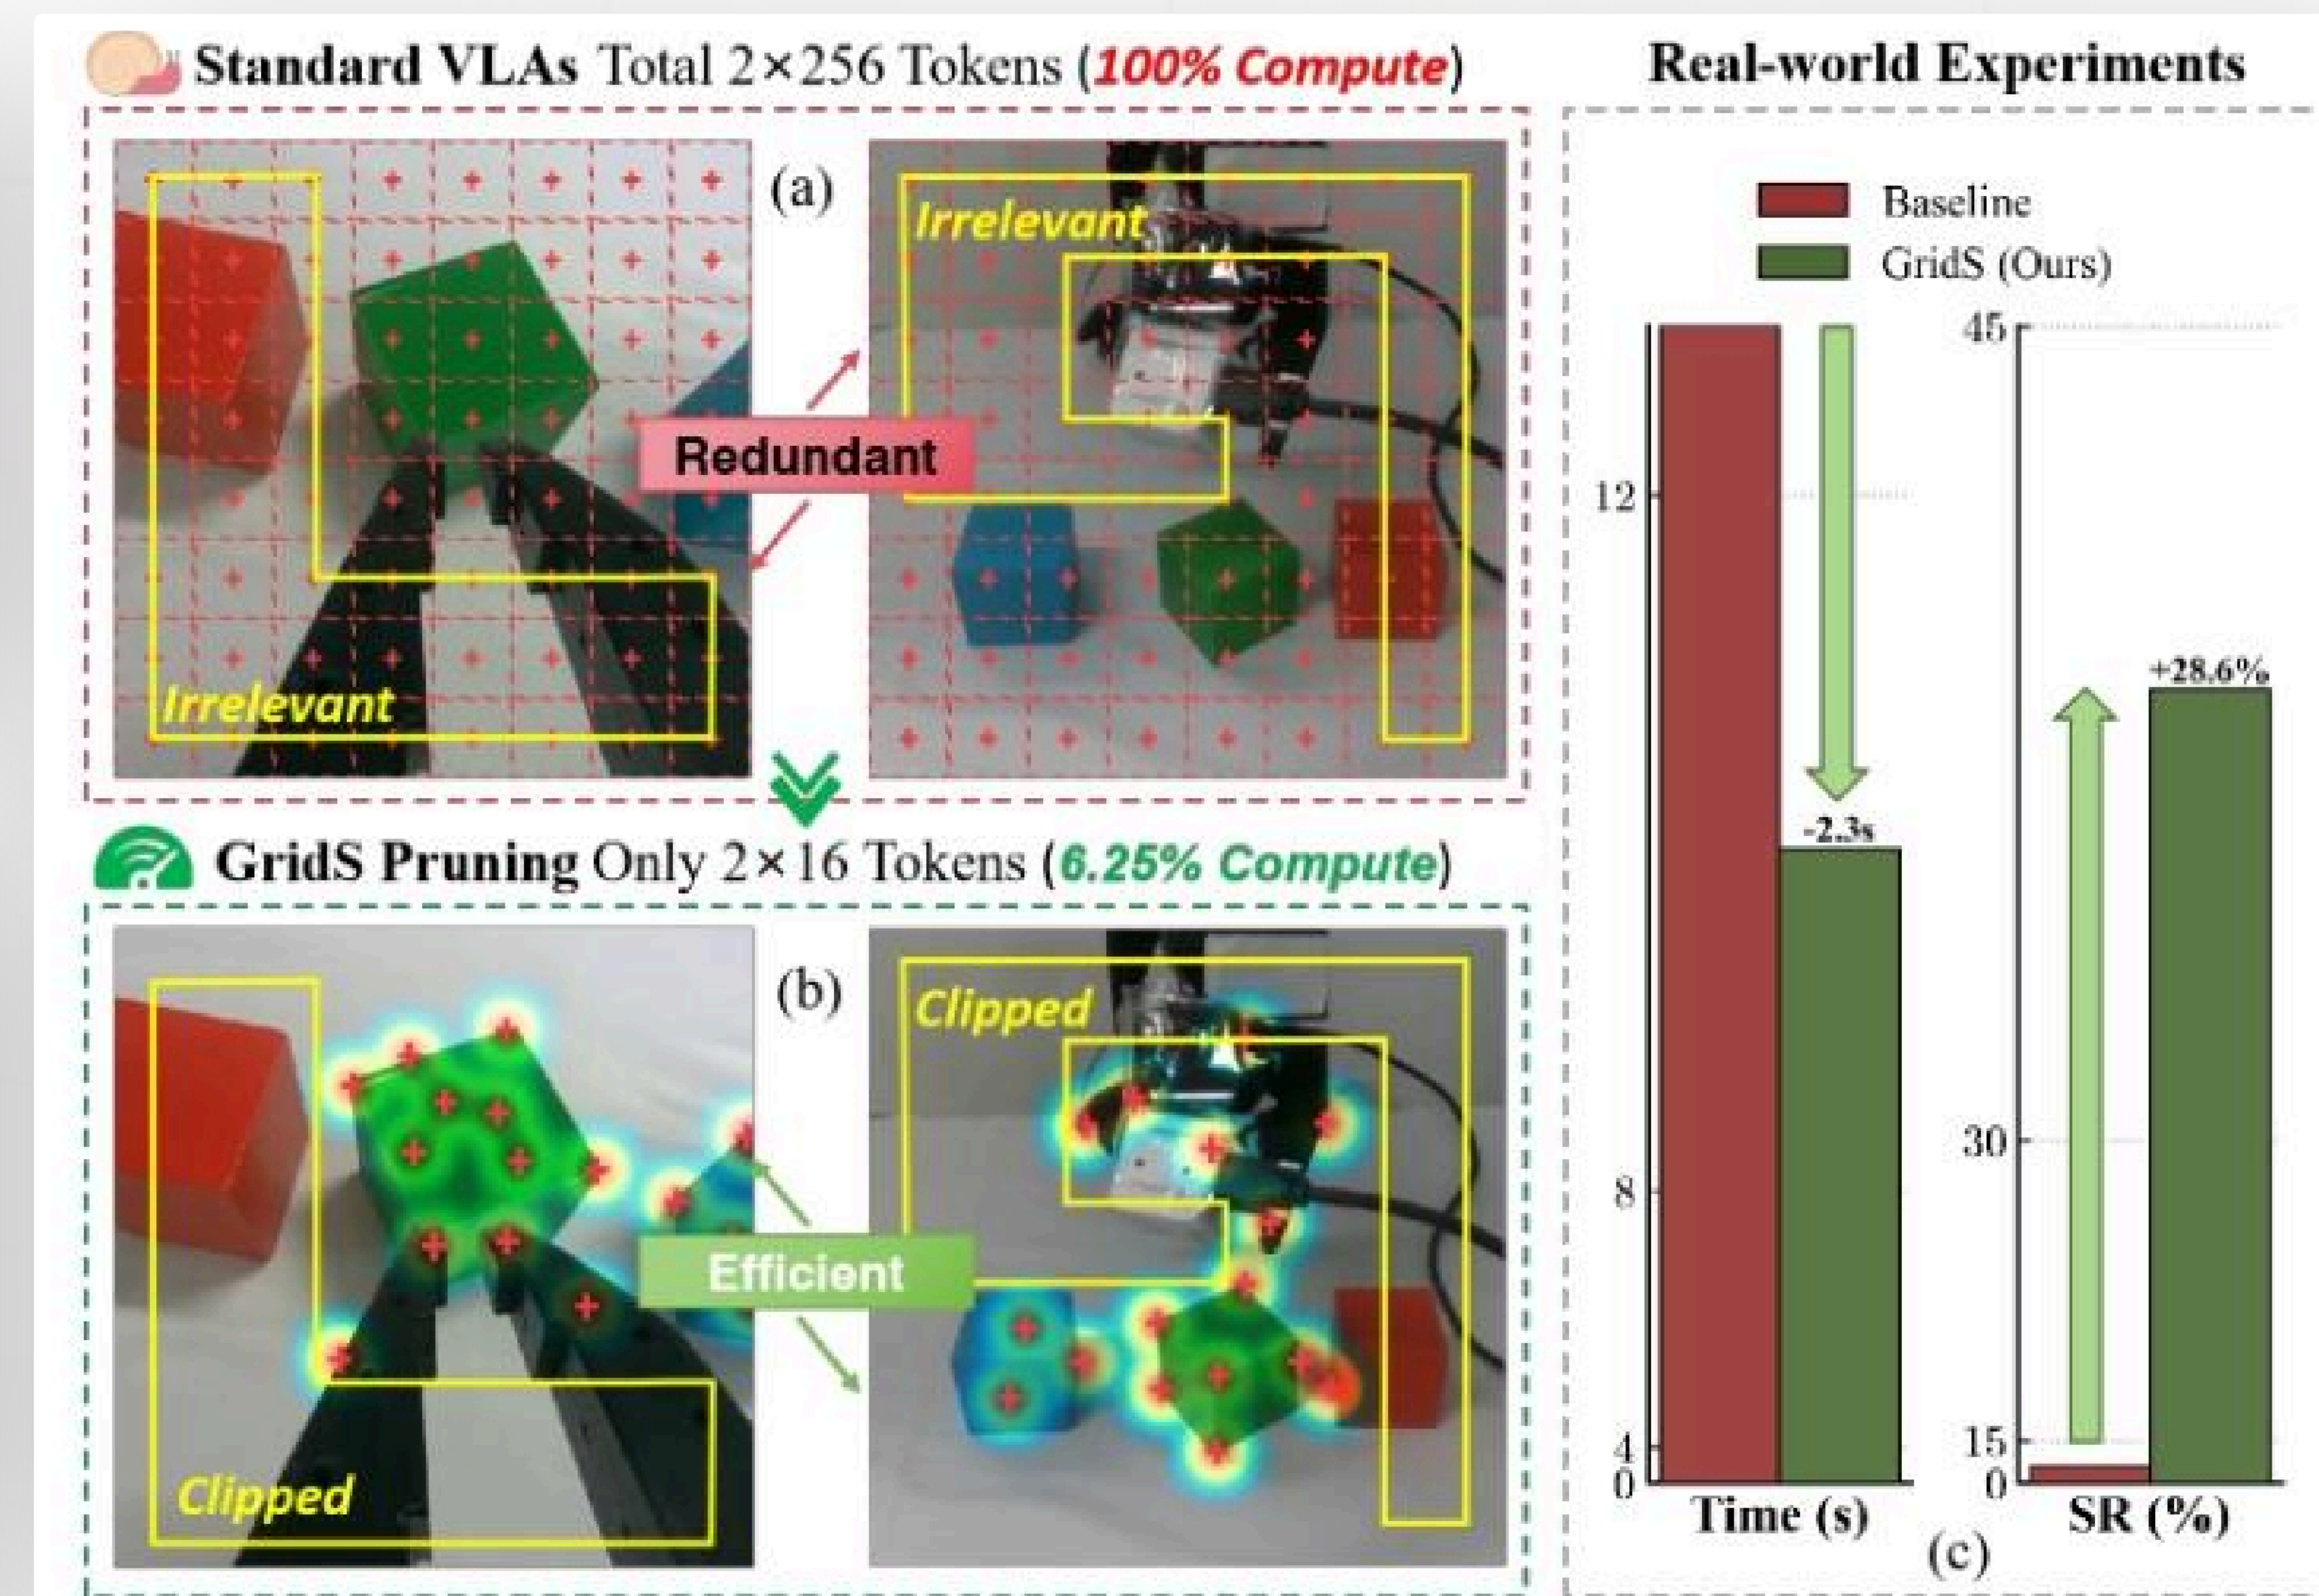 Standard VLAs Total 2×256 Tokens (100% Compute)
(a)
Irrelevant
Irrelevant
Redundant
GridS Pruning Only 2×16 Tokens (6.25% Compute)
(b)
Clipped
Clipped
Efficient
Real-world Experiments
Baseline
GridS (Ours)
12
8
4
0
-2.3s
Time (s)
45
30
15
0
+28.6%
SR (%)
(c)